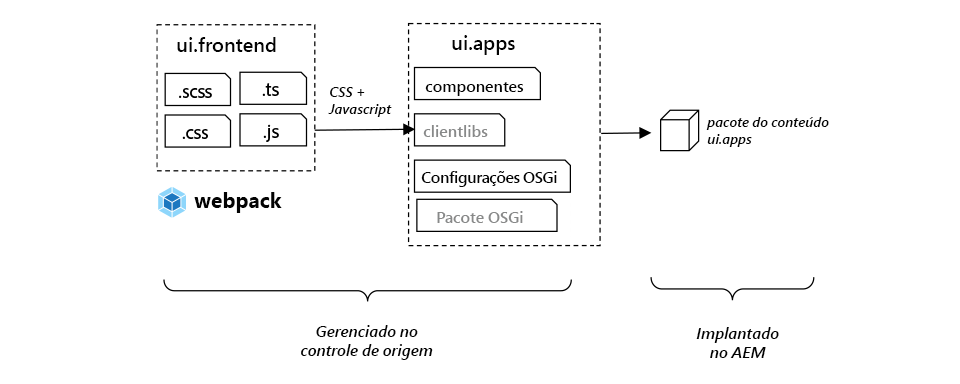 ui.frontend
.scss
.ts
.css
.js
webpack
CSS +
Javascript
ui.apps
componentes
clientlibs
Configurações OSGi
Pacote OSGi
pacote do conteúdo
ui.apps
Gerenciado no
controle de origem
Implantado
no AEM